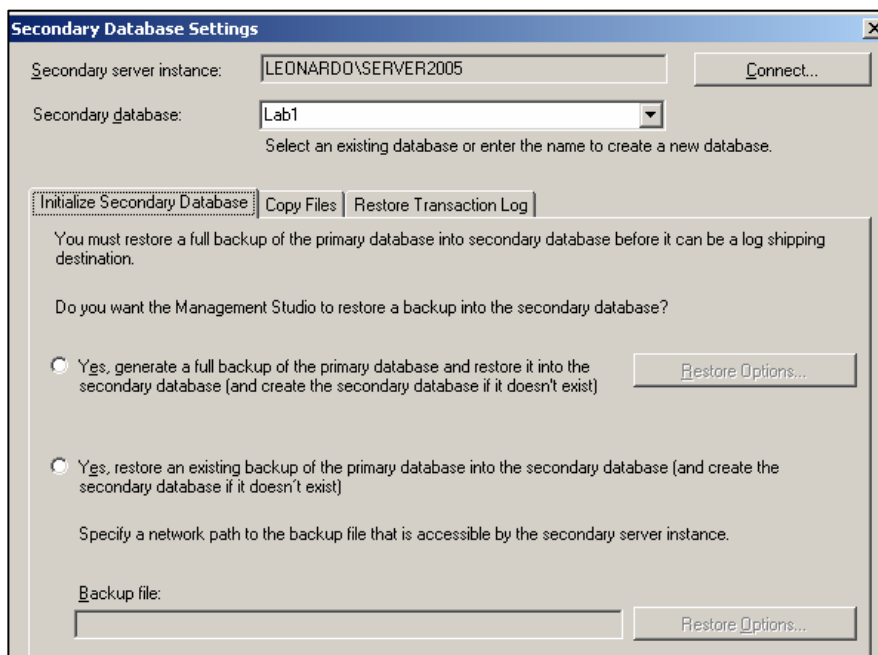 Secondary Database Settings
Secondary server instance:
LEONARDO\SERVER2005
Connect...
Secondary database:
Lab1
Select an existing database or enter the name to create a new database.
Initialize Secondary Database
Copy Files
Restore Transaction Log
You must restore a full backup of the primary database into secondary database before it can be a log shipping
destination.
Do you want the Management Studio to restore a backup into the secondary database?
Yes, generate a full backup of the primary database and restore it into the
secondary database (and create the secondary database if it doesn't exist)
Restore Options...
Yes, restore an existing backup of the primary database into the secondary database (and create the
secondary database if it doesn´t exist)
Specify a network path to the backup file that is accessible by the secondary server instance.
Backup file:
Restore Options...